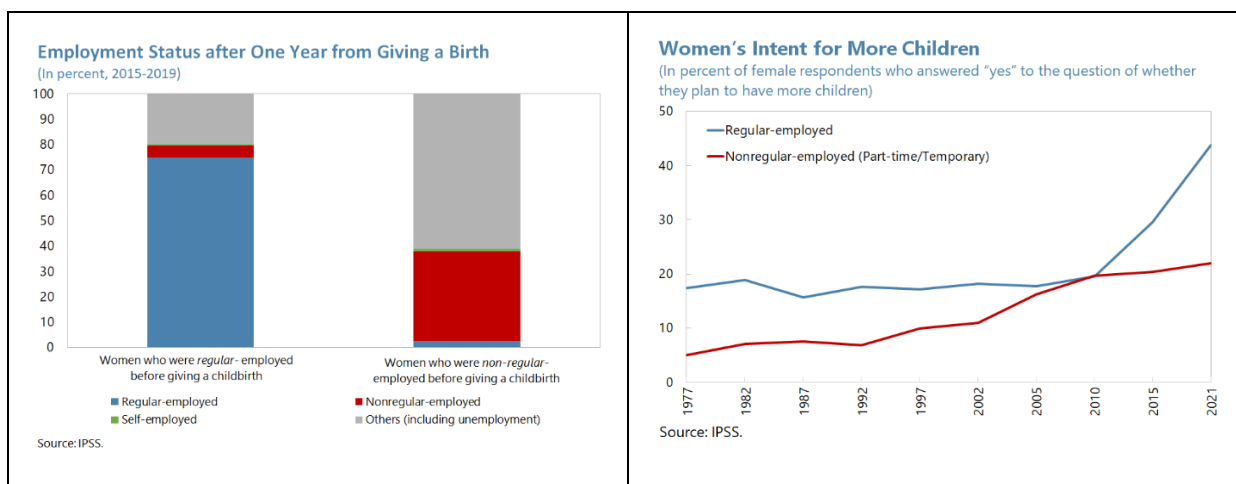 Employment Status after One Year from Giving a Birth
(In percent, 2015-2019)
100
90
80
70
60
50
40
30
20
10
0
Women who were regular- employed
before giving a childbirth
Women who were non-regular-
employed before giving a childbirth
Regular-employed
Nonregular-employed
Self-employed
Others (including unemployment)
Source: IPSS.
Women's Intent for More Children
(In percent of female respondents who answered "yes" to the question of whether
they plan to have more children)
50
40
30
20
10
0
Regular-employed
Nonregular-employed (Part-time/Temporary)
1977
1982
1987
1992
1997
2002
2005
2010
2015
2021
Source: IPSS.